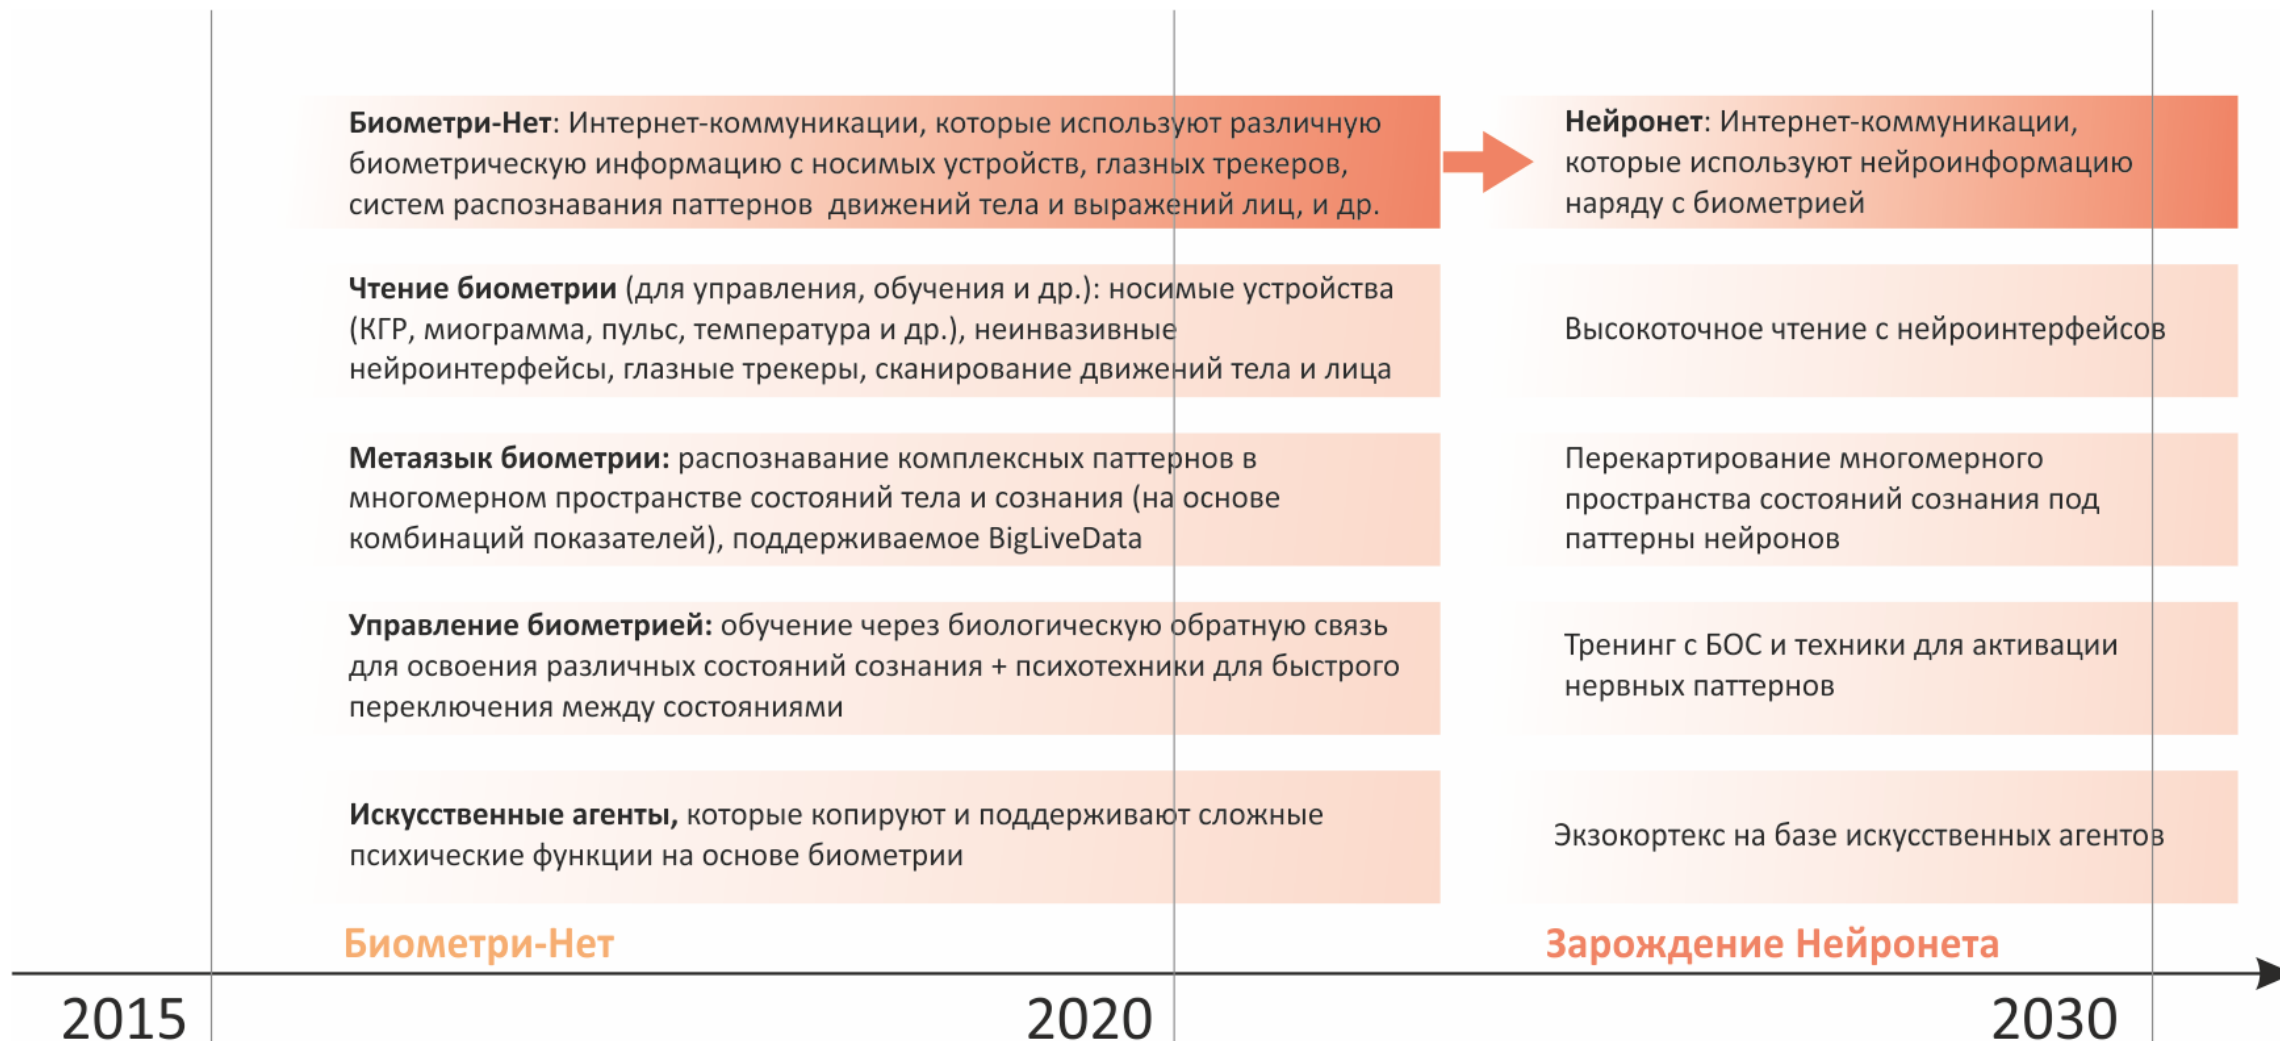 Биометри-Нет: Интернет-коммуникации, которые используют различную
биометрическую информацию с носимых устройств, глазных трекеров,
систем распознавания паттернов движений тела и выражений лиц, и др.
Нейронет: Интернет-коммуникации,
которые используют нейроинформацию
наряду с биометрией
Чтение биометрии (для управления, обучения и др.): носимые устройства
(КГР, миограмма, пульс, температура и др.), неинвазивные
нейроинтерфейсы, глазные трекеры, сканирование движений тела и лица
Высокоточное чтение с нейроинтерфейсов
Метаязык биометрии: распознавание комплексных паттернов в
многомерном пространстве состояний тела и сознания (на основе
комбинаций показателей), поддерживаемое BigLiveData
Перекартирование многомерного
пространства состояний сознания под
паттерны нейронов
Управление биометрией: обучение через биологическую обратную связь
для освоения различных состояний сознания + психотехники для быстрого
переключения между состояниями
Тренинг с БОС и техники для активации
нервных паттернов
Искусственные агенты, которые копируют и поддерживают сложные
психические функции на основе биометрии
Экзокортекс на базе искусственных агентов
Биометри-Нет
Зарождение Нейронета
2015
2020
2030